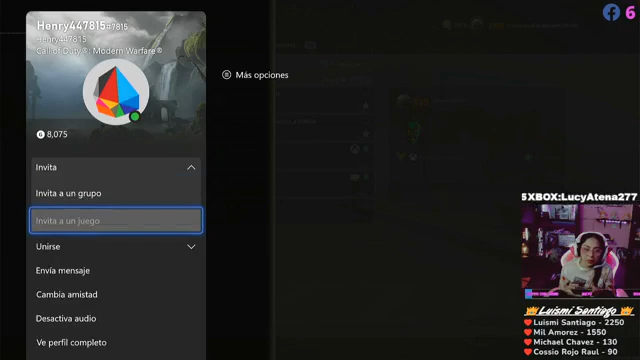 Henry447815#7815
Henry447815
Call of Duty®: Modern Warfare®
G 8,075
Más opciones
Invita
Invita a un grupo
Invita a un juego
Unirse
Envía mensaje
Cambia amistad
Desactiva audio
Ve perfil completo
6
5XBOX:LucyAtena277
Luismi Santiago
Luismi Santiago - 2250
Mil Amorez - 1550
Michael Chavez - 130
Cossio Rojo Raul - 90